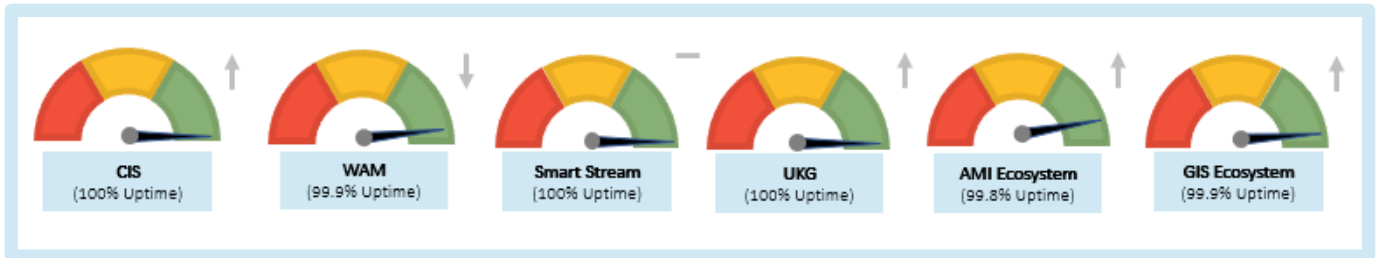 CIS
(100% Uptime)
WAM
(99.9% Uptime)
Smart Stream
(100% Uptime)
UKG
(100% Uptime)
AMI Ecosystem
(99.8% Uptime)
GIS Ecosystem
(99.9% Uptime)